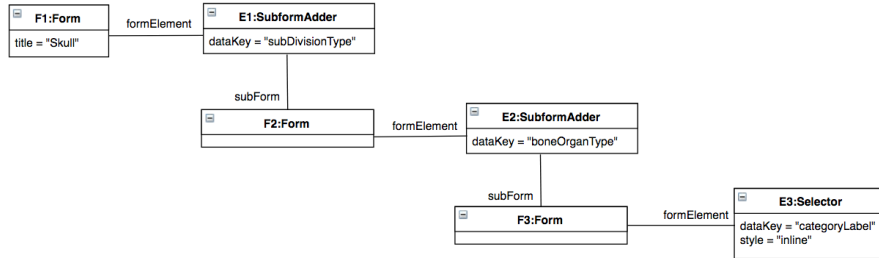 F1:Form
title = "Skull"
formElement
E1:SubformAdder
dataKey = "subDivisionType"
subForm
F2:Form
formElement
E2:SubformAdder
dataKey = "boneOrganType"
subForm
F3:Form
formElement
E3:Selector
dataKey = "categoryLabel"
style = "inline"